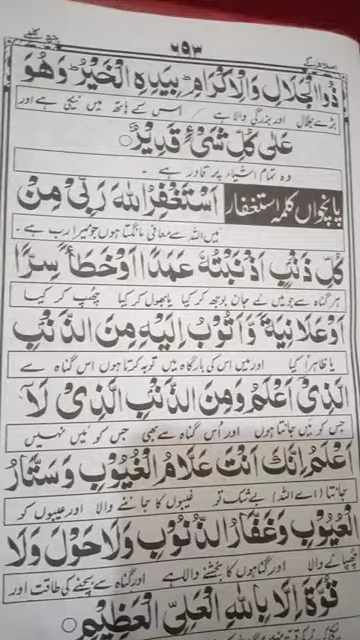 اسلام کے ۶۹۳ چھ کلمے
ذُو الْجَلَالِ وَالْاِكْرَامِ ؕ بِيَدِهِ الْخَيْرُ ؕ وَهُوَ
بڑے جلال اور بزرگی والا ہے اس کے ہاتھ میں نیکی ہے اور
عَلٰى كُلِّ شَىْءٍ قَدِيْرٌ ○
وہ تمام اشیاء پر قادر ہے ۔
پانچواں کلمہ استغفار اَسْتَغْفِرُ اللّٰهَ رَبِّىْ مِنْ
میں اللہ سے معافی مانگتا ہوں جو میرا رب ہے ۔
كُلِّ ذَنْۢبٍ اَذْنَبْتُهٗ عَمَدًا اَوْ خَطَأً سِرًّا
ہر گناہ سے جو میں نے جان بوجھ کر کیا یا بھول کر کیا چھپ کر کیا
اَوْ عَلَانِيَةً وَّ اَتُوْبُ اِلَيْهِ مِنَ الذَّنْۢبِ
یا ظاہرا کیا اور میں اس کی بارگاہ میں توبہ کرتا ہوں اس گناہ سے
الَّذِىْ اَعْلَمُ وَمِنَ الذَّنْۢبِ الَّذِىْ لَآ
جس کو میں جانتا ہوں اور اُس گناہ سے بھی جس کو میں نہیں
اَعْلَمُ اِنَّكَ اَنْتَ عَلَّامُ الْغُيُوْبِ وَ سَتَّارُ
جانتا (اے اللہ) بے شک تو غیبوں کا جاننے والا اور عیبوں کو
الْعُيُوْبِ وَ غَفَّارُ الذُّنُوْبِ وَلَا حَوْلَ وَلَا
چھپانے والا اور گناہوں کا بخشنے والا ہے اور گناہ سے بچنے کی طاقت اور
قُوَّةَ اِلَّا بِاللّٰهِ الْعَلِىِّ الْعَظِيْمِ ○